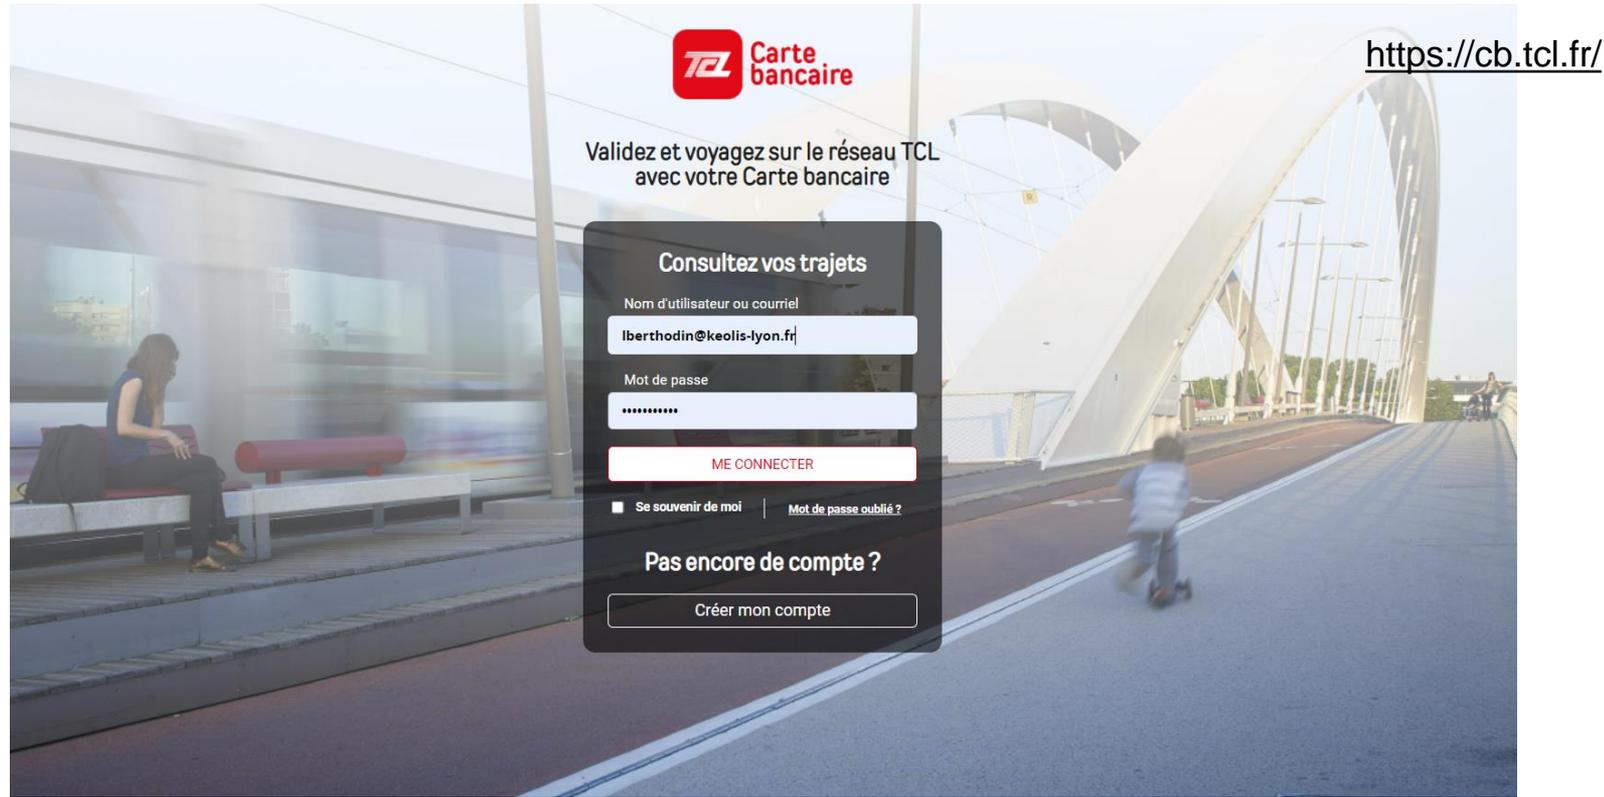 TCL Carte
bancaire
https://cb.tcl.fr/
Validez et voyagez sur le réseau TCL
avec votre Carte bancaire
Consultez vos trajets
Nom d'utilisateur ou courriel
lberthodin@keolis-lyon.fr
Mot de passe
•••••••••••
ME CONNECTER
Se souvenir de moi
Mot de passe oublié ?
Pas encore de compte ?
Créer mon compte
R